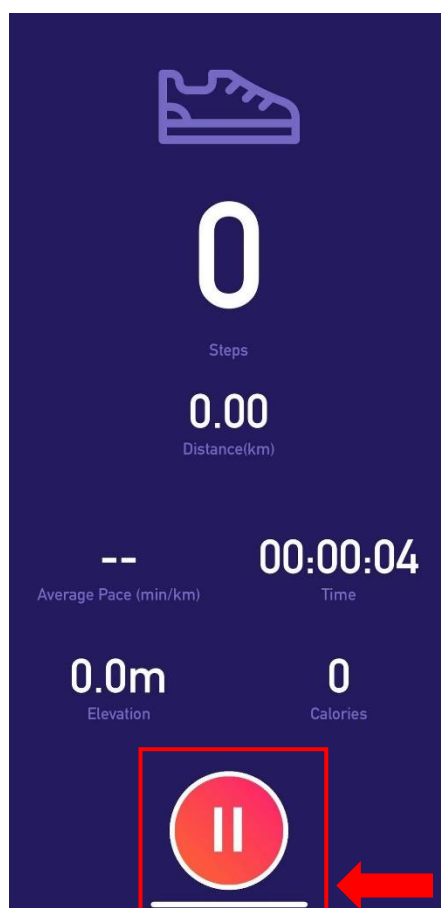 0
Steps
0.00
Distance(km)
-- 00:00:04
Average Pace (min/km) Time
0.0m 0
Elevation Calories